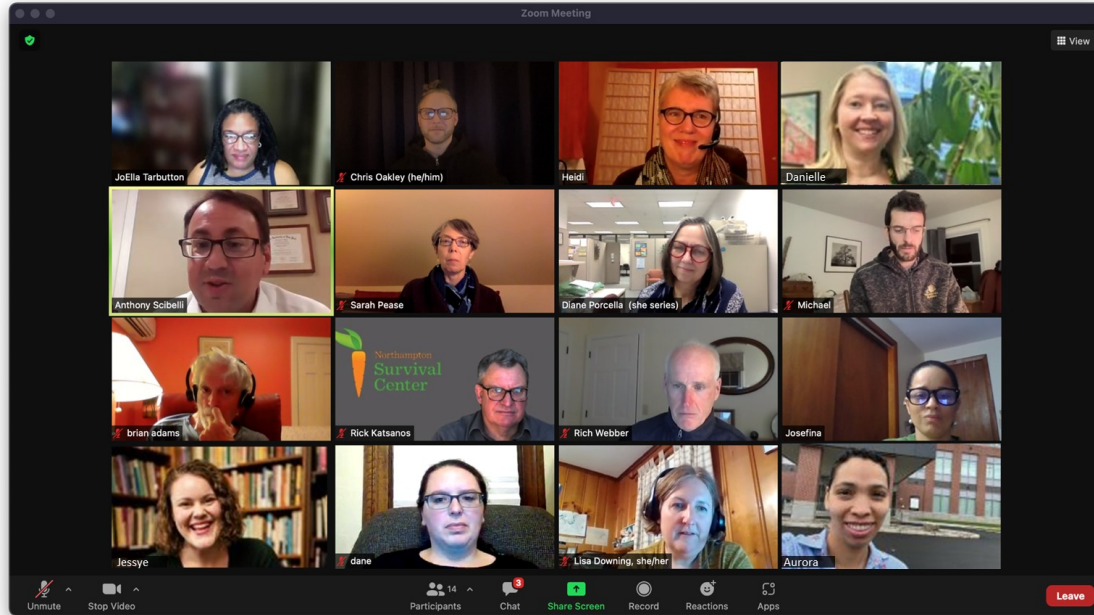 Zoom Meeting
View
JoElla Tarbutton
Chris Oakley (he/him)
Heidi
Danielle
Anthony Scibelli
Sarah Pease
Diane Porcella (she series)
Michael
brian adams
Northampton
Survival
Center
Rick Katsanos
Rich Webber
Josefina
Jessye
dane
Lisa Downing, she/her
Aurora
14
3
Unmute
Stop Video
Participants
Chat
Share Screen
Record
Reactions
Apps
Leave